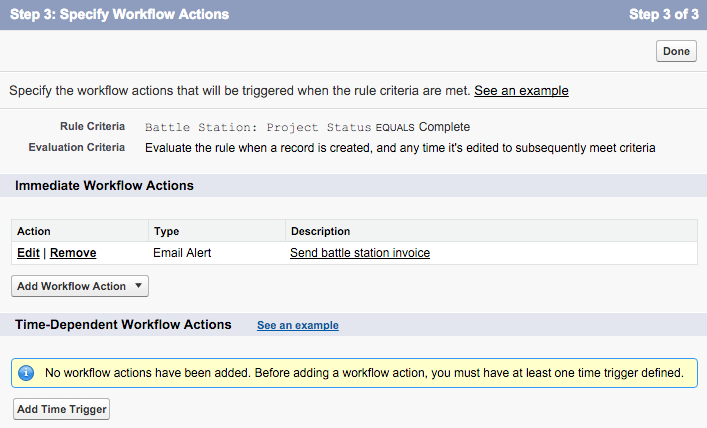 Step 3: Specify Workflow Actions Step 3 of 3
Done
Specify the workflow actions that will be triggered when the rule criteria are met. See an example
Rule Criteria Battle Station: Project Status EQUALS Complete
Evaluation Criteria Evaluate the rule when a record is created, and any time it's edited to subsequently meet criteria
Immediate Workflow Actions
Action Type Description
Edit | Remove Email Alert Send battle station invoice
Add Workflow Action
Time-Dependent Workflow Actions See an example
i No workflow actions have been added. Before adding a workflow action, you must have at least one time trigger defined.
Add Time Trigger